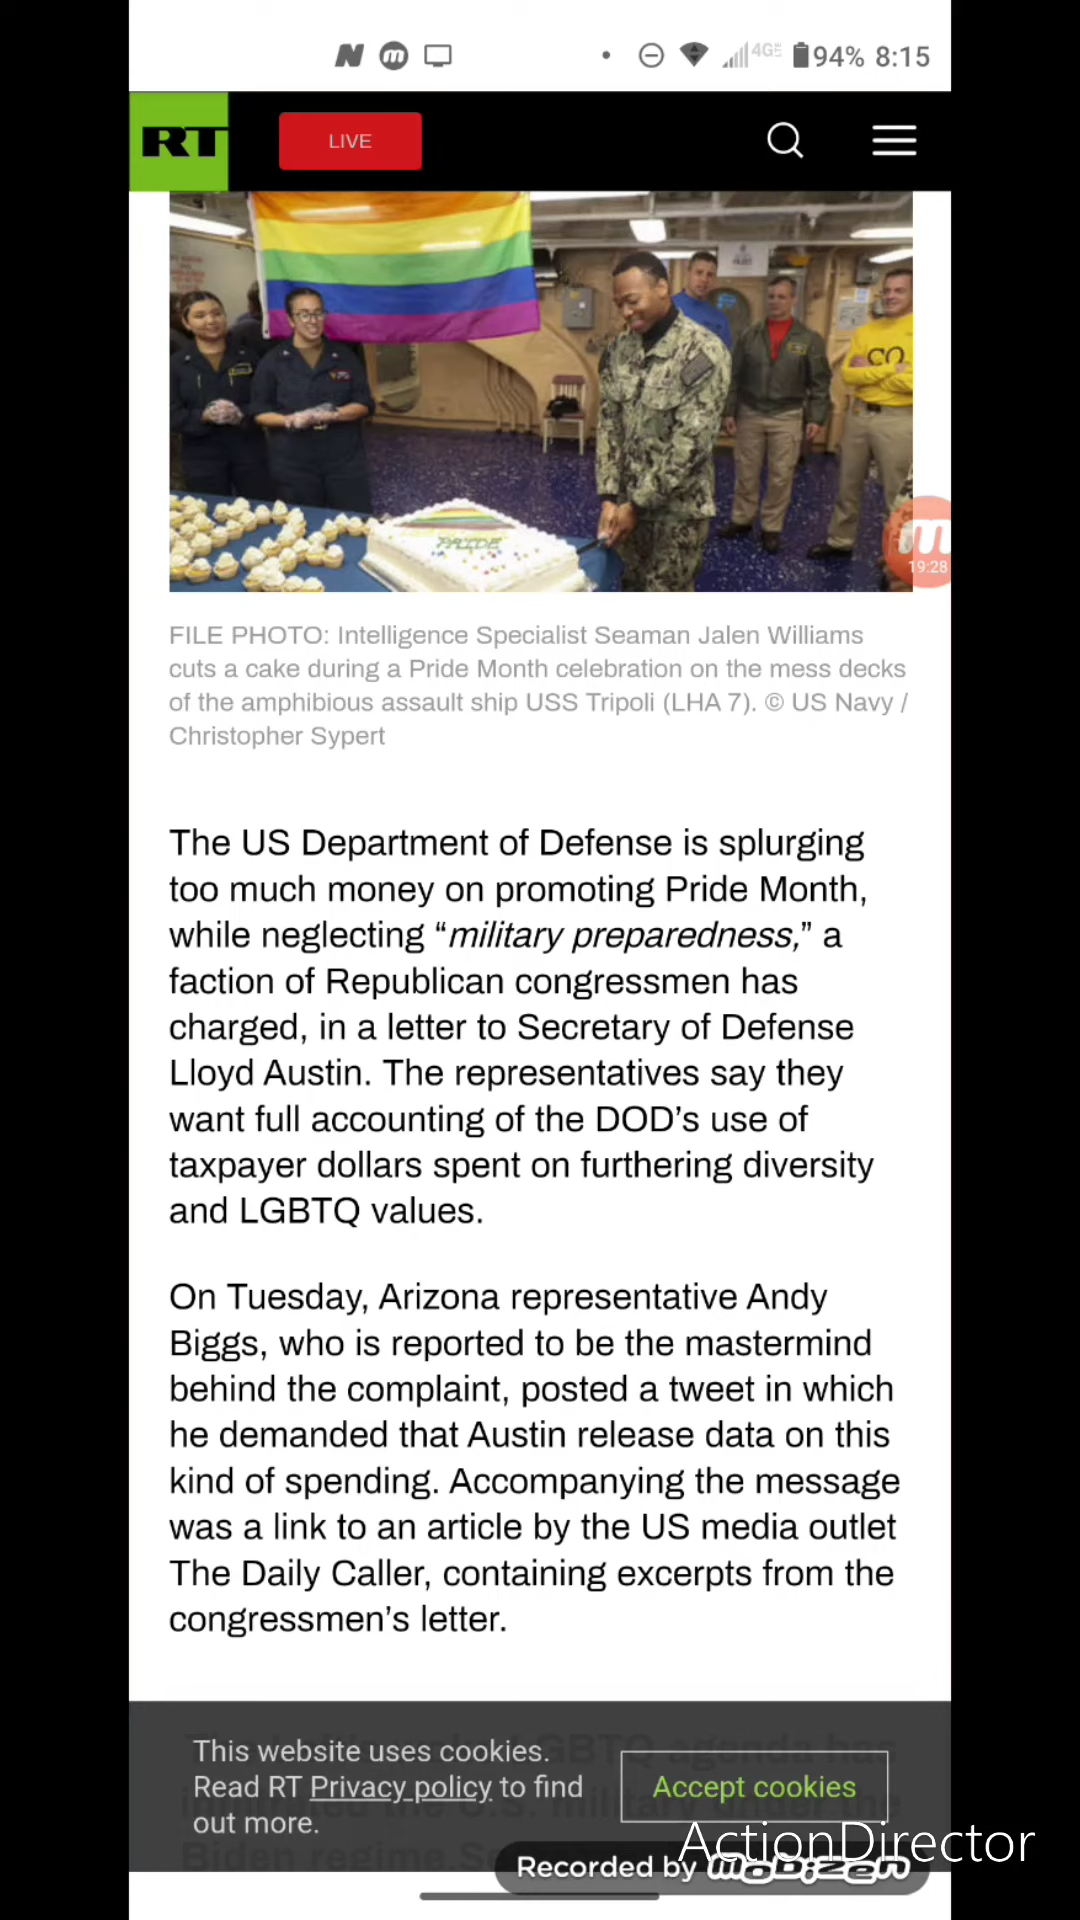 4GE 94% 8:15
RT LIVE
CO
PRIDE
19:28
FILE PHOTO: Intelligence Specialist Seaman Jalen Williams
cuts a cake during a Pride Month celebration on the mess decks
of the amphibious assault ship USS Tripoli (LHA 7). © US Navy /
Christopher Sypert
The US Department of Defense is splurging
too much money on promoting Pride Month,
while neglecting “military preparedness,” a
faction of Republican congressmen has
charged, in a letter to Secretary of Defense
Lloyd Austin. The representatives say they
want full accounting of the DOD’s use of
taxpayer dollars spent on furthering diversity
and LGBTQ values.
On Tuesday, Arizona representative Andy
Biggs, who is reported to be the mastermind
behind the complaint, posted a tweet in which
he demanded that Austin release data on this
kind of spending. Accompanying the message
was a link to an article by the US media outlet
The Daily Caller, containing excerpts from the
congressmen’s letter.
This website uses cookies.
Read RT Privacy policy to find
out more.
Accept cookies
ActionDirector
Recorded by mobizen